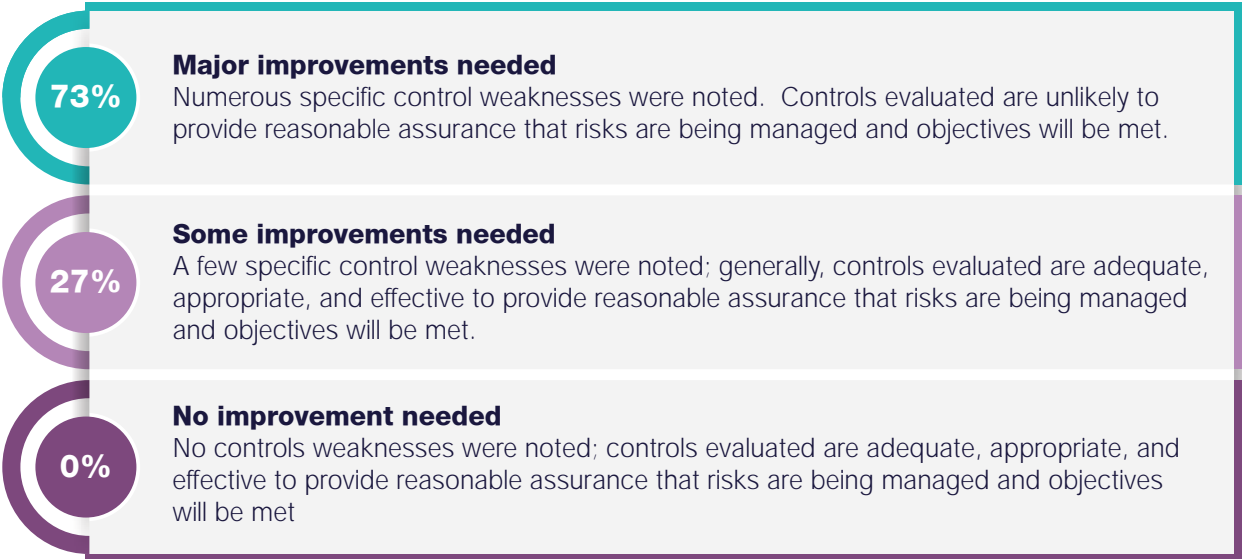 73%
Major improvements needed
Numerous specific control weaknesses were noted.  Controls evaluated are unlikely to
provide reasonable assurance that risks are being managed and objectives will be met.
27%
Some improvements needed
A few specific control weaknesses were noted; generally, controls evaluated are adequate,
appropriate, and effective to provide reasonable assurance that risks are being managed
and objectives will be met.
0%
No improvement needed
No controls weaknesses were noted; controls evaluated are adequate, appropriate, and
effective to provide reasonable assurance that risks are being managed and objectives
will be met